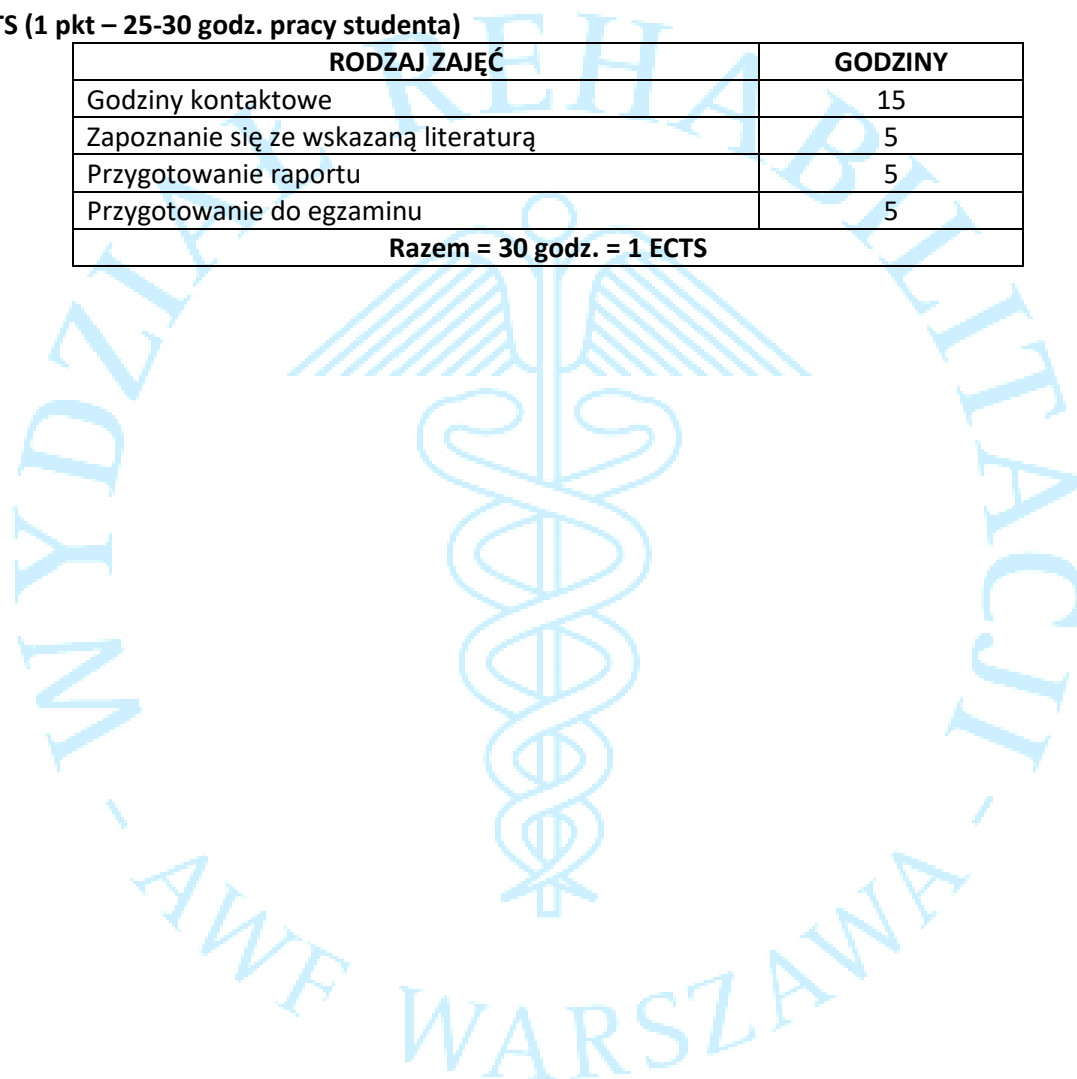 TS (1 pkt – 25-30 godz. pracy studenta)
RODZAJ ZAJĘĆ GODZINY
Godziny kontaktowe 15
Zapoznanie się ze wskazaną literaturą 5
Przygotowanie raportu 5
Przygotowanie do egzaminu 5
Razem = 30 godz. = 1 ECTS
WYDZIAŁ REHABILITACJI
- AWF WARSZAWA -